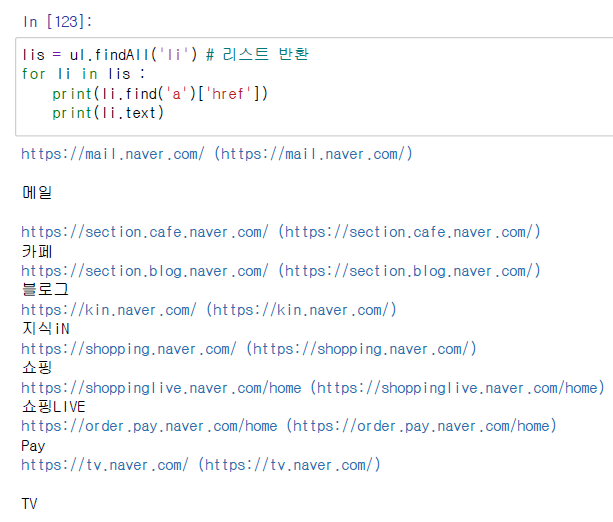 In [123]:
lis = ul.findAll('li') # 리스트 반환
for li in lis :
    print(li.find('a')['href'])
    print(li.text)
https://mail.naver.com/ (https://mail.naver.com/)
메일
https://section.cafe.naver.com/ (https://section.cafe.naver.com/)
카페
https://section.blog.naver.com/ (https://section.blog.naver.com/)
블로그
https://kin.naver.com/ (https://kin.naver.com/)
지식iN
https://shopping.naver.com/ (https://shopping.naver.com/)
쇼핑
https://shoppinglive.naver.com/home (https://shoppinglive.naver.com/home)
쇼핑LIVE
https://order.pay.naver.com/home (https://order.pay.naver.com/home)
Pay
https://tv.naver.com/ (https://tv.naver.com/)
TV